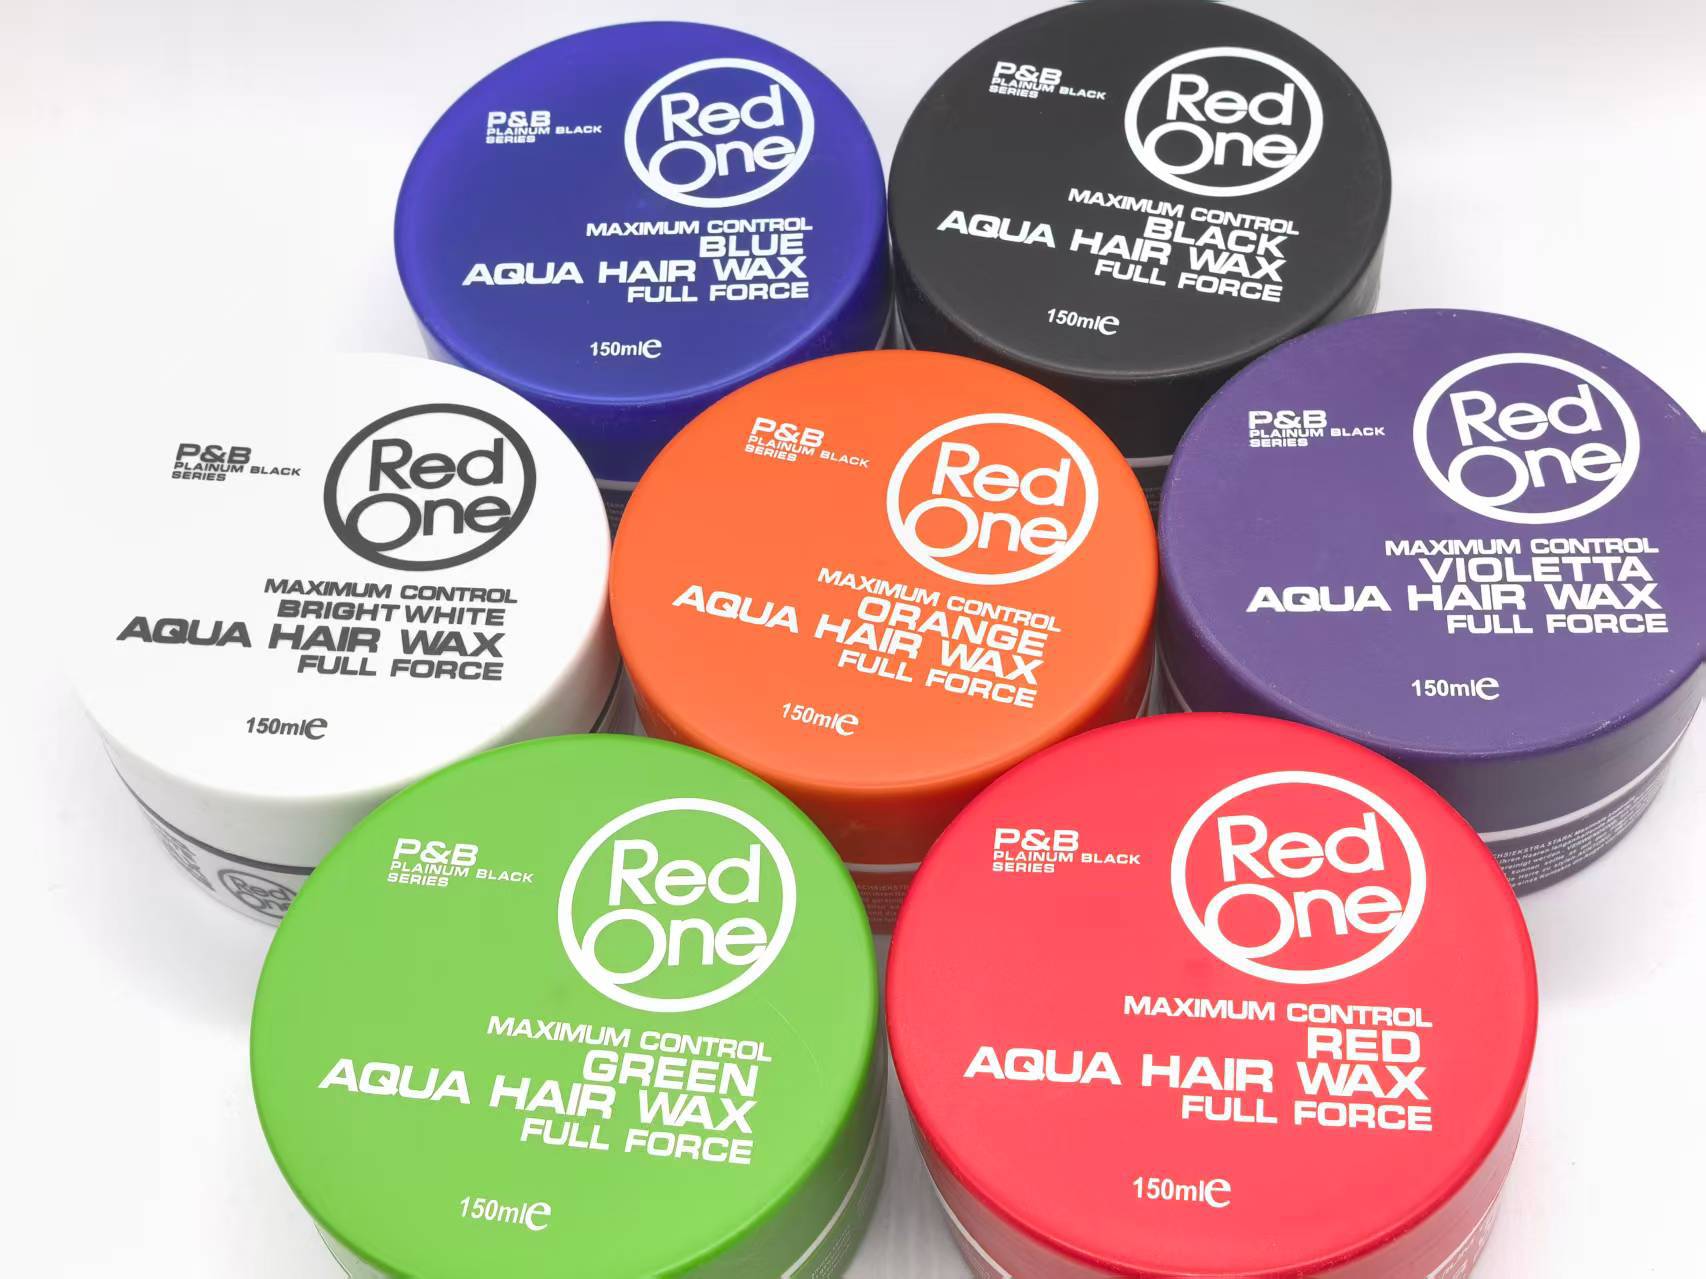 P&B
PLAINUM BLACK
SERIES
Red
One
MAXIMUM CONTROL
BLUE
AQUA HAIR WAX
FULL FORCE
150ml e
P&B
PLAINUM BLACK
SERIES
Red
One
MAXIMUM CONTROL
BLACK
AQUA HAIR WAX
FULL FORCE
150ml e
P&B
PLAINUM BLACK
SERIES
Red
One
MAXIMUM CONTROL
BRIGHT WHITE
AQUA HAIR WAX
FULL FORCE
150ml e
Red
One
P&B
PLAINUM BLACK
SERIES
Red
One
MAXIMUM CONTROL
ORANGE
AQUA HAIR WAX
FULL FORCE
150ml e
P&B
PLAINUM BLACK
SERIES
Red
One
MAXIMUM CONTROL
VIOLETTA
AQUA HAIR WAX
FULL FORCE
150ml e
P&B
PLAINUM BLACK
SERIES
Red
One
MAXIMUM CONTROL
GREEN
AQUA HAIR WAX
FULL FORCE
150ml e
P&B
PLAINUM BLACK
SERIES
Red
One
MAXIMUM CONTROL
RED
AQUA HAIR WAX
FULL FORCE
150ml e